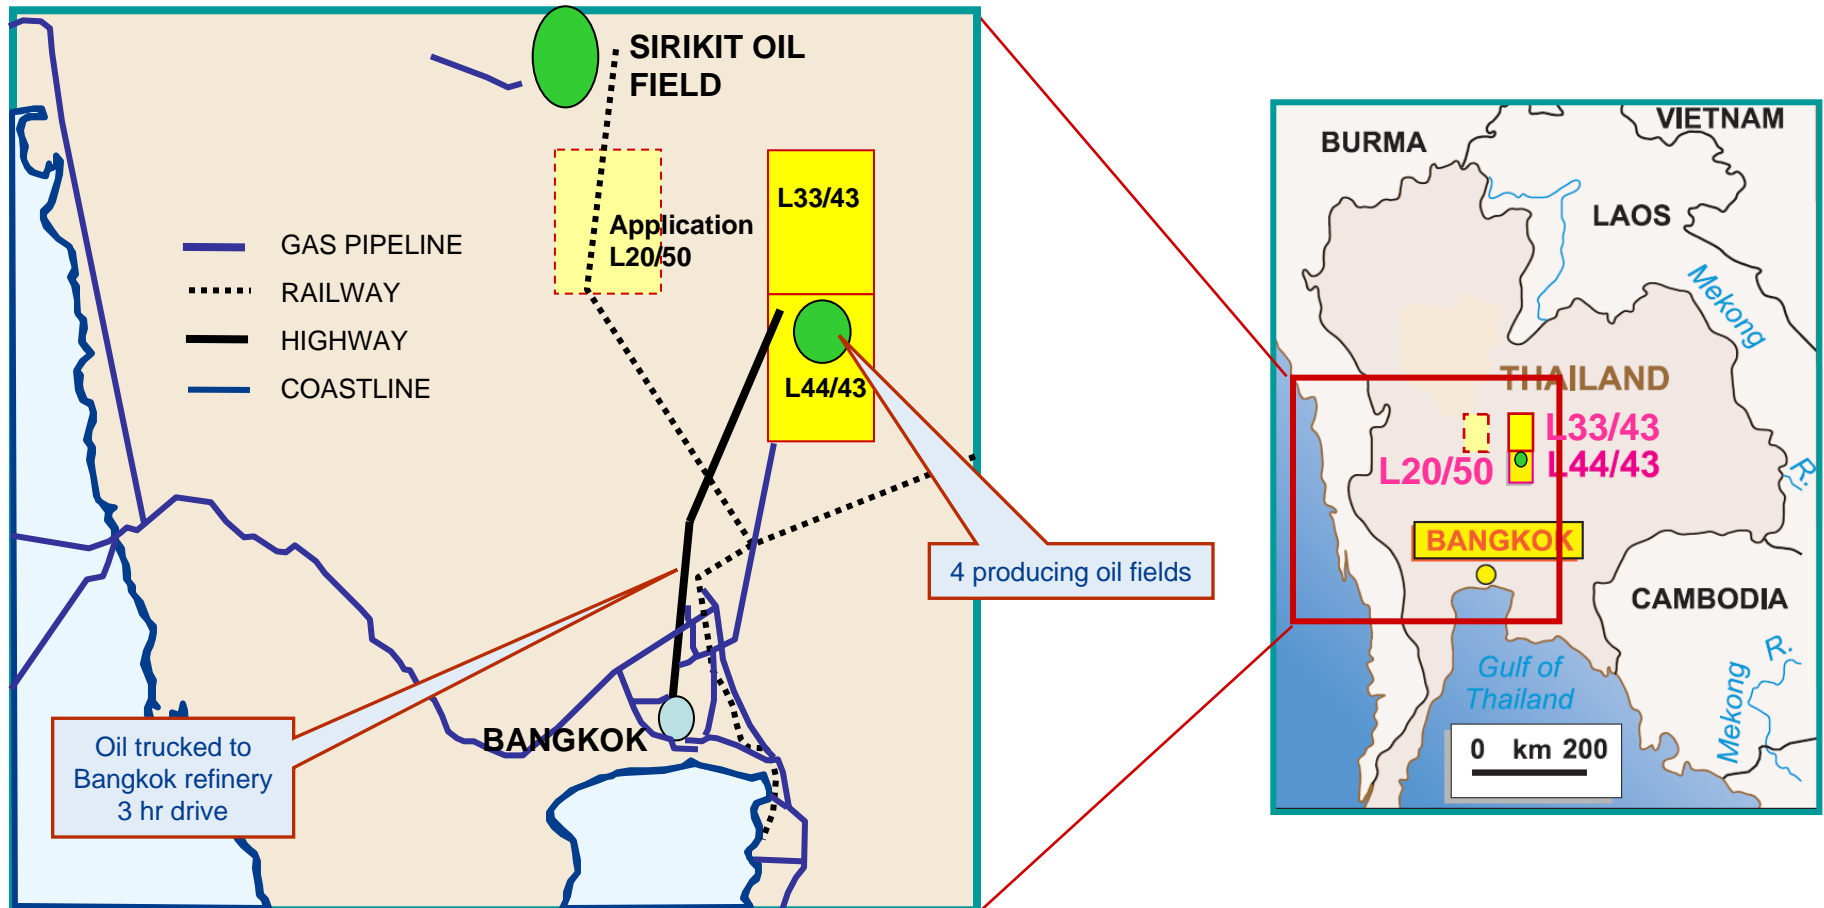 SIRIKIT OIL
FIELD
L33/43
Application
L20/50
GAS PIPELINE
RAILWAY
HIGHWAY
COASTLINE
L44/43
4 producing oil fields
BANGKOK
Oil trucked to
Bangkok refinery
3 hr drive
VIETNAM
BURMA
LAOS
Mekong
R.
THAILAND
L33/43
L20/50
L44/43
BANGKOK
CAMBODIA
Gulf of
Thailand
Mekong
R.
0 km 200